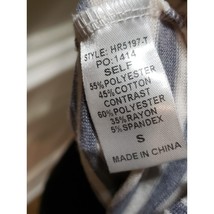 STYLE: HR5197-T
PO:1414
SELF
55%POLYESTER
45%COTTON
CONTRAST
60%POLYESTER
35%RAYON
5%SPANDEX
S
MADE IN CHINA